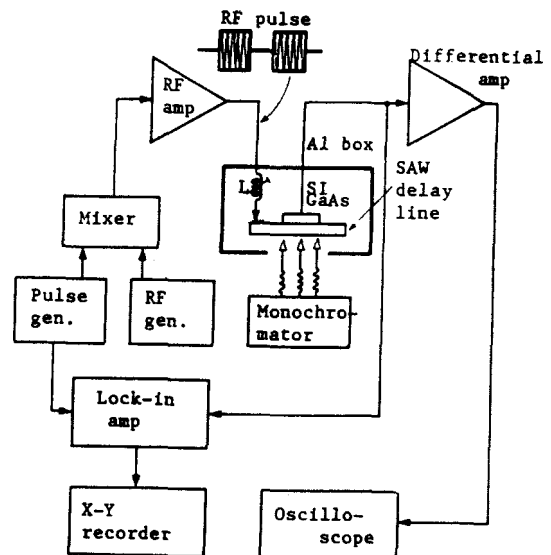 RF pulse
RF
amp
Differential
amp
Al box
SAW
delay
line
L
SI
GaAs
Mixer
Pulse
gen.
RF
gen.
Monochro-
mator
Lock-in
amp
X-Y
recorder
Oscillo-
scope